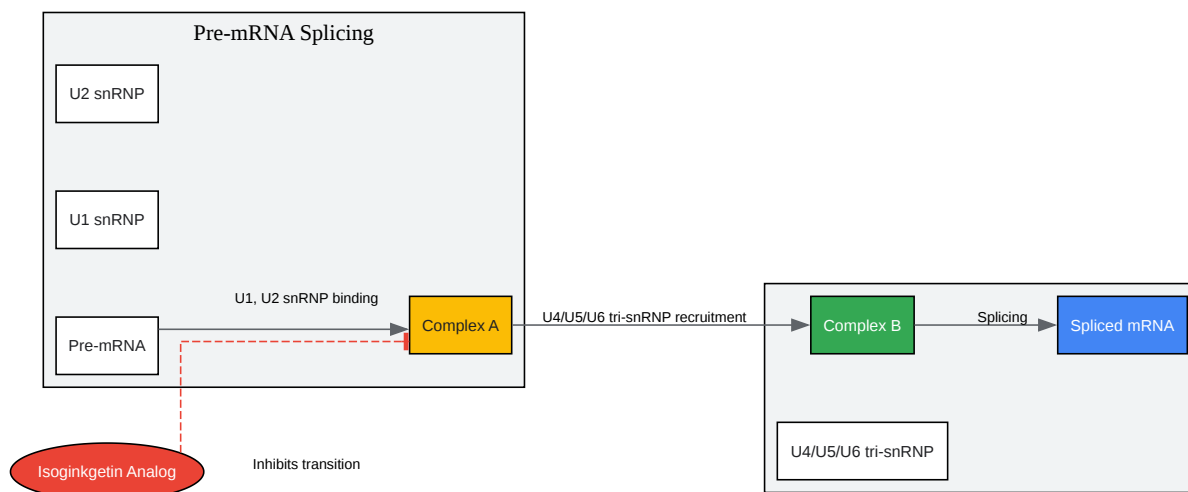 Pre-mRNA Splicing
U2 snRNP
U1 snRNP
U1, U2 snRNP binding
Pre-mRNA
Complex A
U4/U5/U6 tri-snRNP recruitment
Complex B
Splicing
Spliced mRNA
U4/U5/U6 tri-snRNP
Isoginkgetin Analog
Inhibits transition